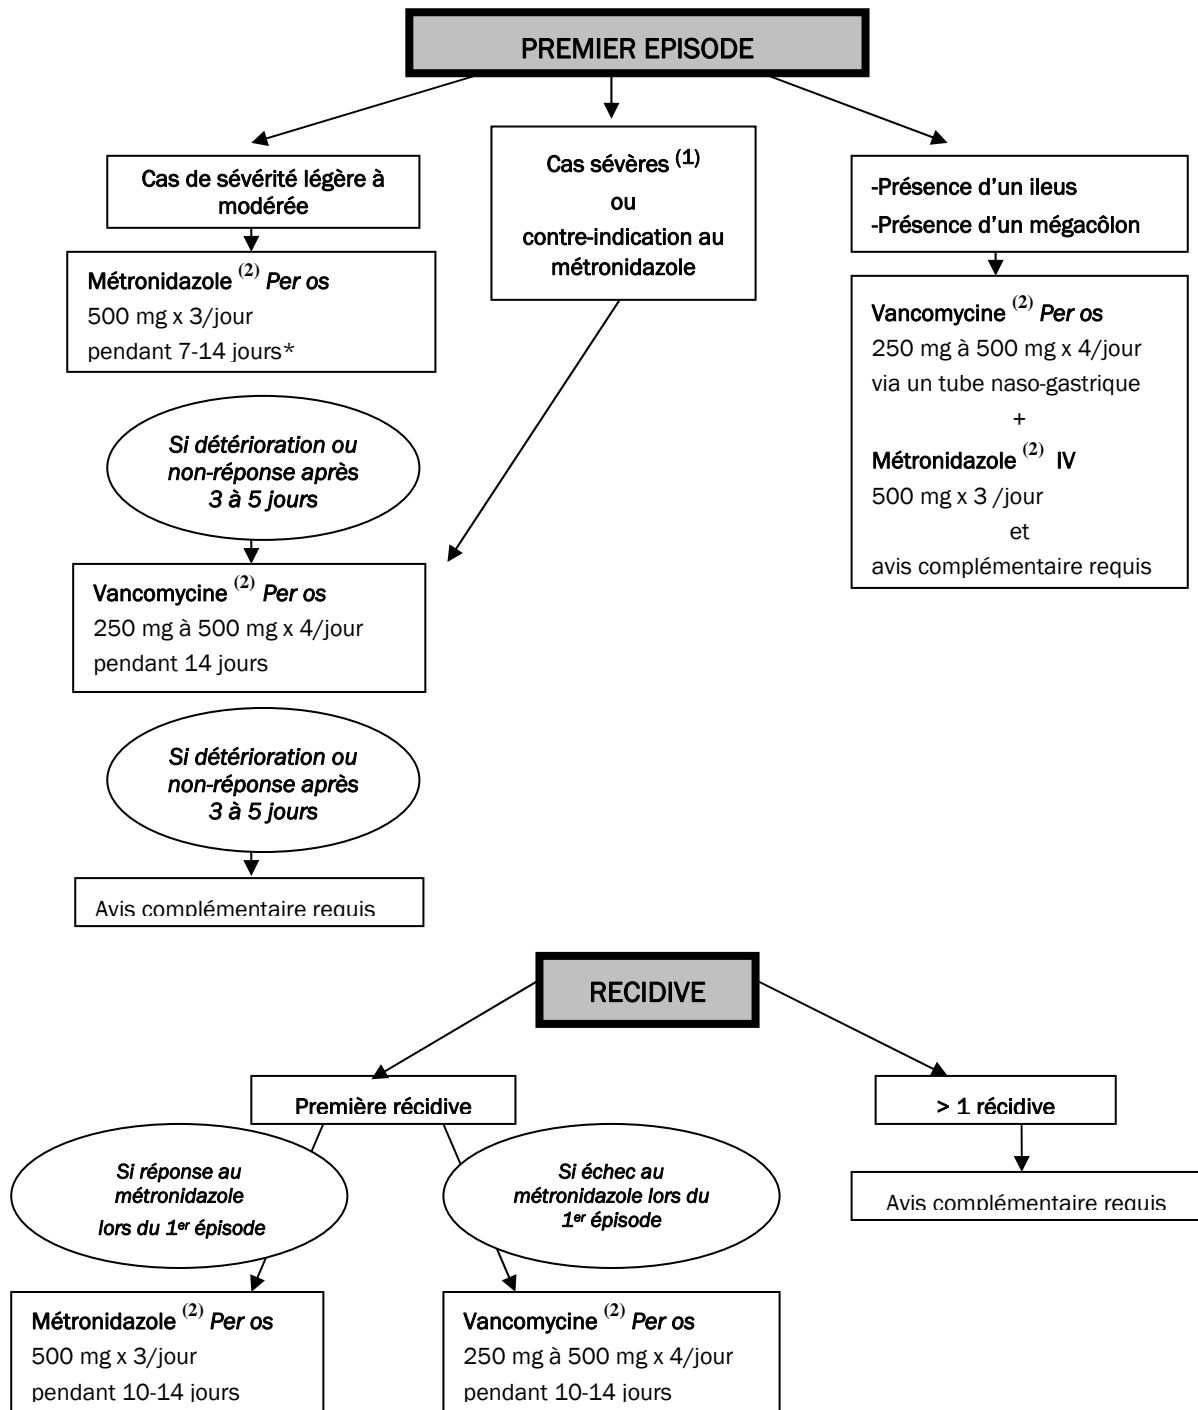 PREMIER EPISODE
Cas de sévérité légère à
modérée
Métronidazole (2) Per os
500 mg x 3/jour
pendant 7-14 jours*
Si détérioration ou
non-réponse après
3 à 5 jours
Vancomycine (2) Per os
250 mg à 500 mg x 4/jour
pendant 14 jours
Si détérioration ou
non-réponse après
3 à 5 jours
Avis complémentaire requis
Cas sévères (1)
ou
contre-indication au
métronidazole
-Présence d'un ileus
-Présence d'un mégacôlon
Vancomycine (2) Per os
250 mg à 500 mg x 4/jour
via un tube naso-gastrique
+
Métronidazole (2) IV
500 mg x 3 /jour
et
avis complémentaire requis
RECIDIVE
Première récidive
Si réponse au
métronidazole
lors du 1er épisode
Métronidazole (2) Per os
500 mg x 3/jour
pendant 10-14 jours
Si échec au
métronidazole lors du
1er épisode
Vancomycine (2) Per os
250 mg à 500 mg x 4/jour
pendant 10-14 jours
> 1 récidive
Avis complémentaire requis